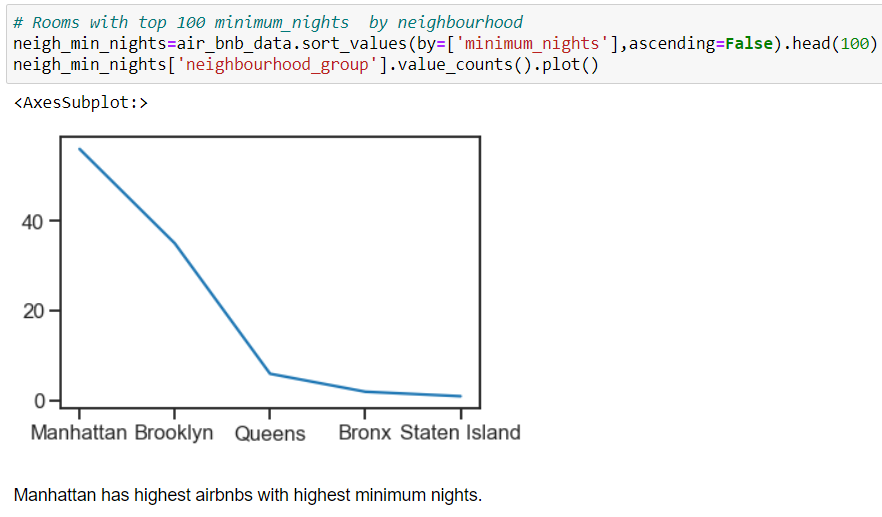 # Rooms with top 100 minimum_nights  by neighbourhood
neigh_min_nights=air_bnb_data.sort_values(by=['minimum_nights'],ascending=False).head(100)
neigh_min_nights['neighbourhood_group'].value_counts().plot()
<AxesSubplot:>
40
20
0
Manhattan Brooklyn Queens Bronx Staten Island
Manhattan has highest airbnbs with highest minimum nights.